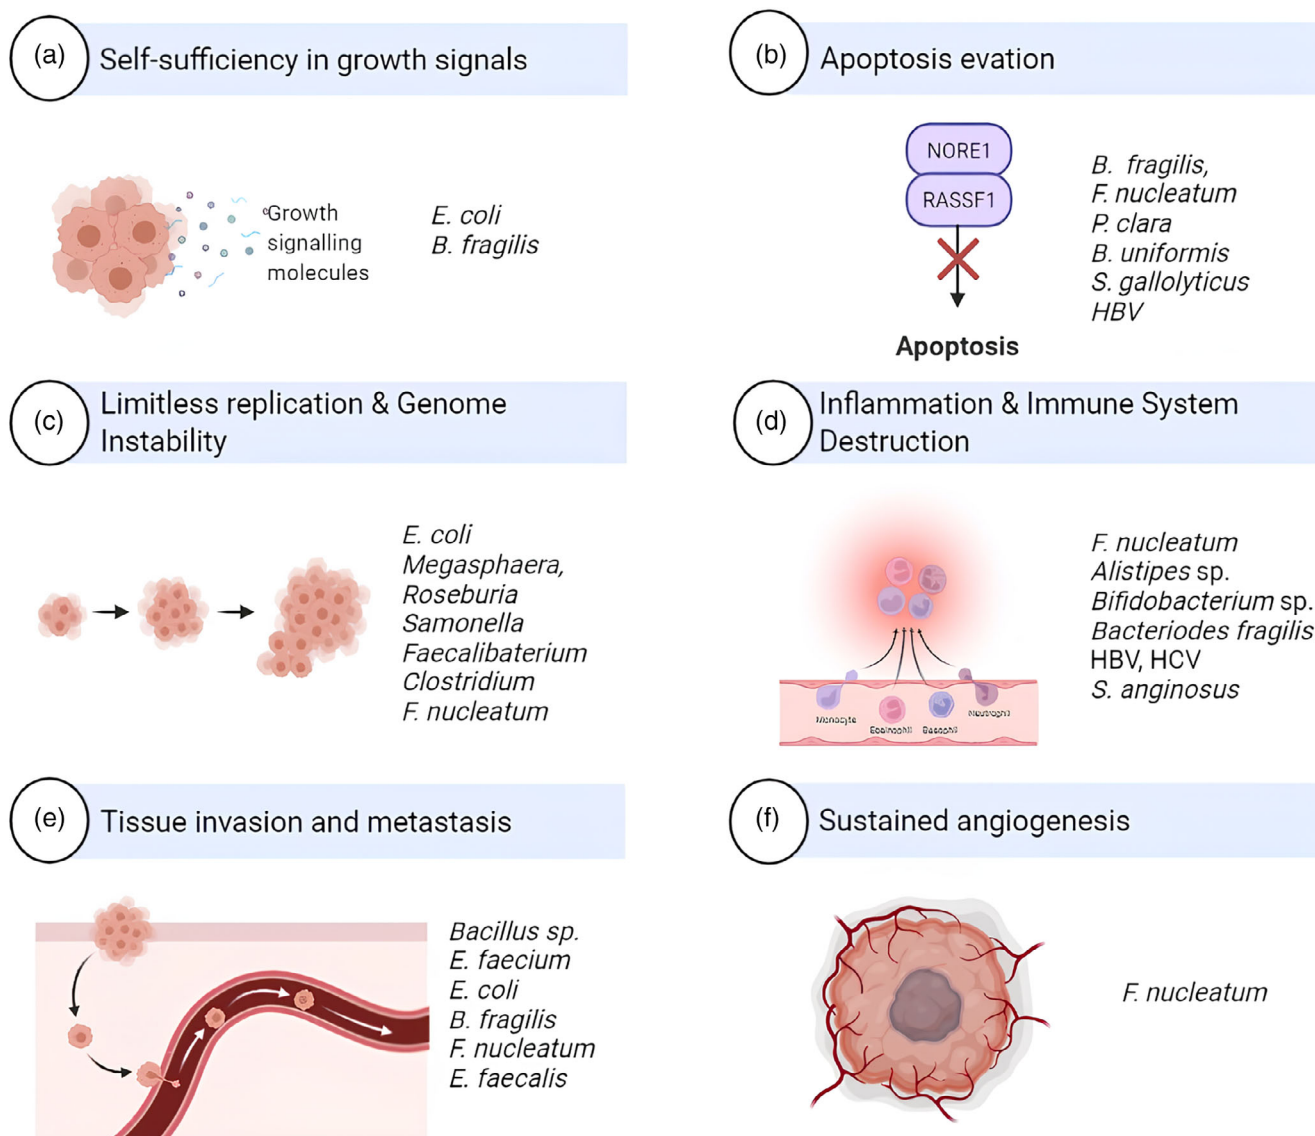 (a)
Self-sufficiency in growth signals
Growth
signalling
molecules
E. coli
B. fragilis
(b)
Apoptosis evation
NORE1
RASSF1
Apoptosis
B. fragilis,
F. nucleatum
P. clara
B. uniformis
S. gallolyticus
HBV
(c)
Limitless replication & Genome
Instability
E. coli
Megasphaera,
Roseburia
Samonella
Faecalibaterium
Clostridium
F. nucleatum
(d)
Inflammation & Immune System
Destruction
Monocyte
Eosinophil
Basophil
Neutrophil
F. nucleatum
Alistipes sp.
Bifidobacterium sp.
Bacteriodes fragilis
HBV, HCV
S. anginosus
(e)
Tissue invasion and metastasis
Bacillus sp.
E. faecium
E. coli
B. fragilis
F. nucleatum
E. faecalis
(f)
Sustained angiogenesis
F. nucleatum